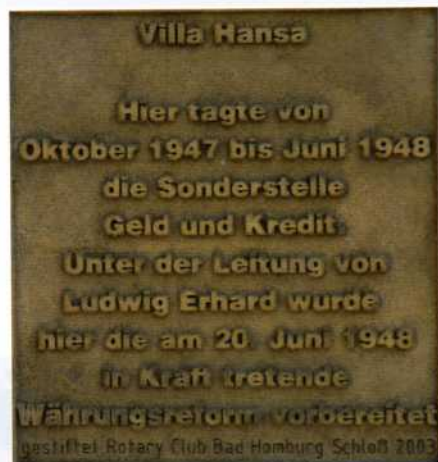 Villa Hansa
Hier tagte von
Oktober 1947 bis Juni 1948
die Sonderstelle
Geld und Kredit.
Unter der Leitung von
Ludwig Erhard wurde
hier die am 20. Juni 1948
in Kraft tretende
Währungsreform vorbereitet
gestiftet Rotary Club Bad Homburg Schloß 2003